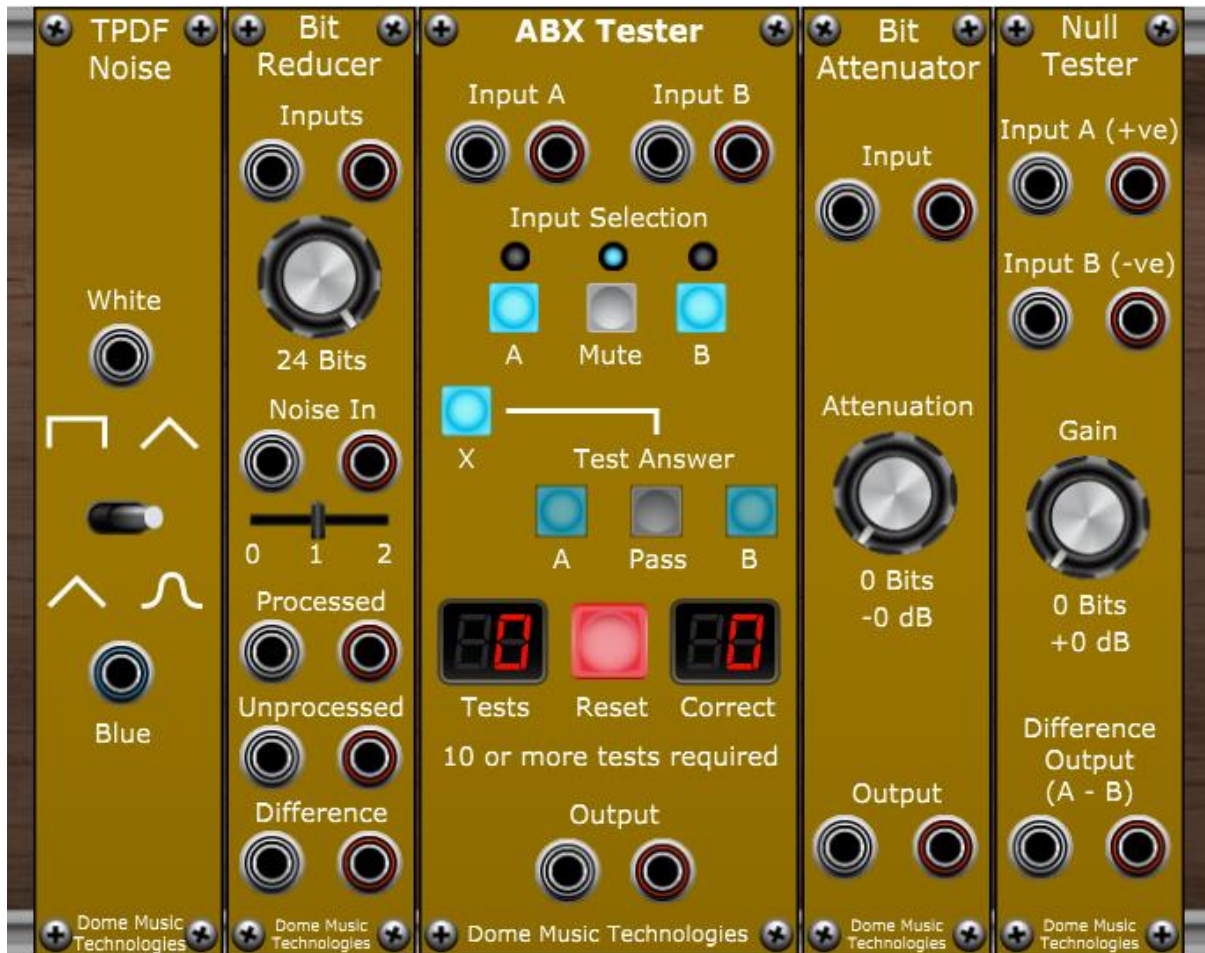 TPDF
Noise
White
Blue
Dome Music
Technologies
Bit
Reducer
Inputs
24 Bits
Noise In
0 1 2
Processed
Unprocessed
Difference
Dome Music
Technologies
ABX Tester
Input A Input B
Input Selection
A Mute B
X
Test Answer
A Pass B
0 0
Tests Reset Correct
10 or more tests required
Output
Dome Music Technologies
Bit
Attenuator
Input
Attenuation
0 Bits
-0 dB
Output
Dome Music
Technologies
Null
Tester
Input A (+ve)
Input B (-ve)
Gain
0 Bits
+0 dB
Difference
Output
(A - B)
Dome Music
Technologies